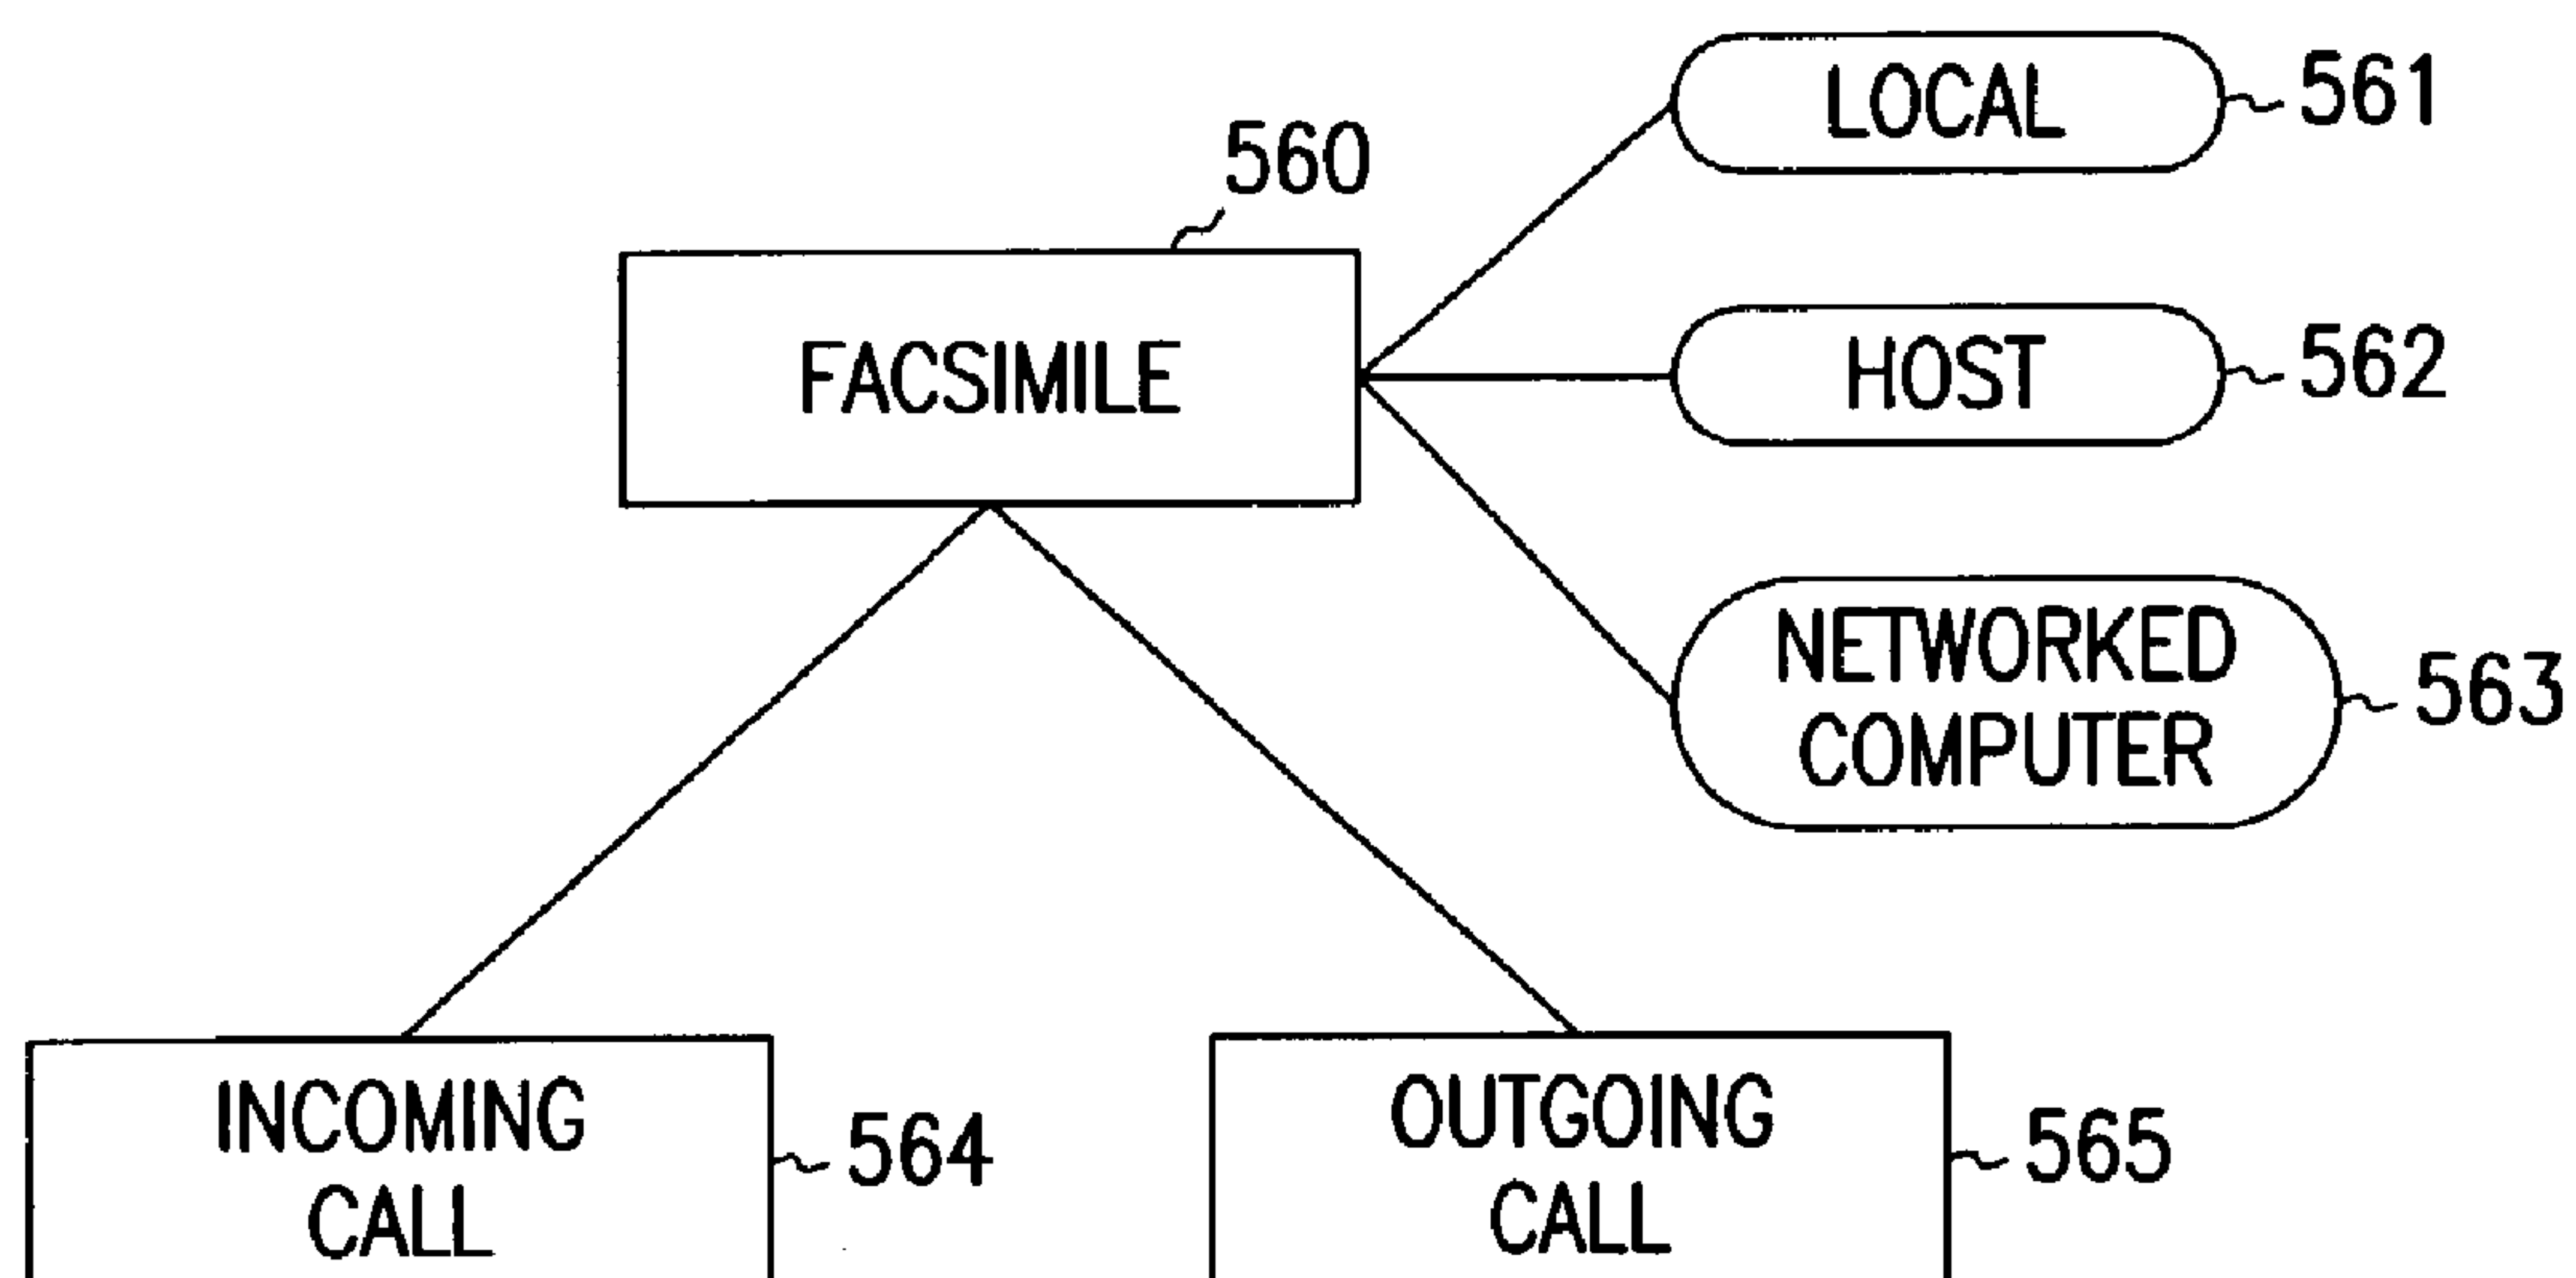 LOCAL
561
560
FACSIMILE
HOST
562
NETWORKED
COMPUTER
563
INCOMING
CALL
564
OUTGOING
CALL
565